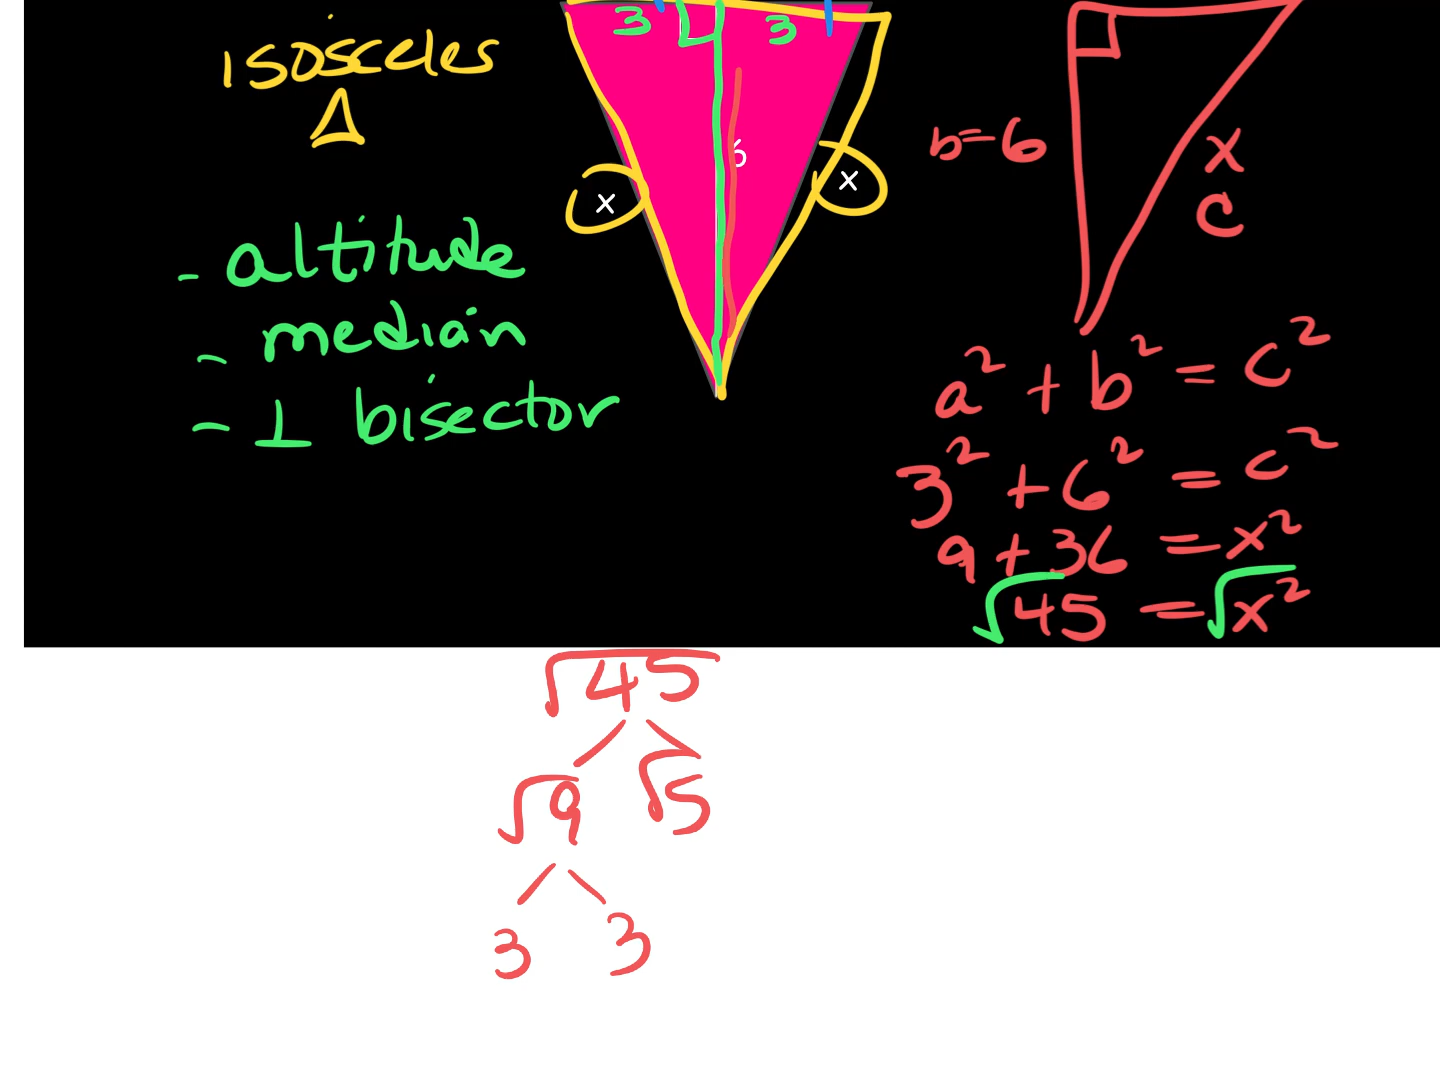 3 3
isosceles
Δ
6
x x
b=6
x
c
- altitude
- median
- ⊥ bisector
a² + b² = c²
3² + 6² = c²
9 + 36 = x²
√45 = √x²
√45
√9 √5
3 3